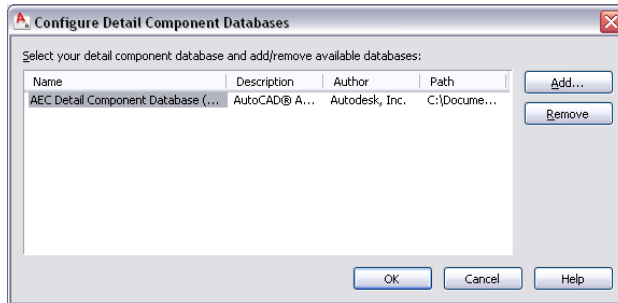 Configure Detail Component Databases
Select your detail component database and add/remove available databases:
Name Description Author Path
AEC Detail Component Database (... AutoCAD® A... Autodesk, Inc. C:\Docume...
Add...
Remove
OK Cancel Help